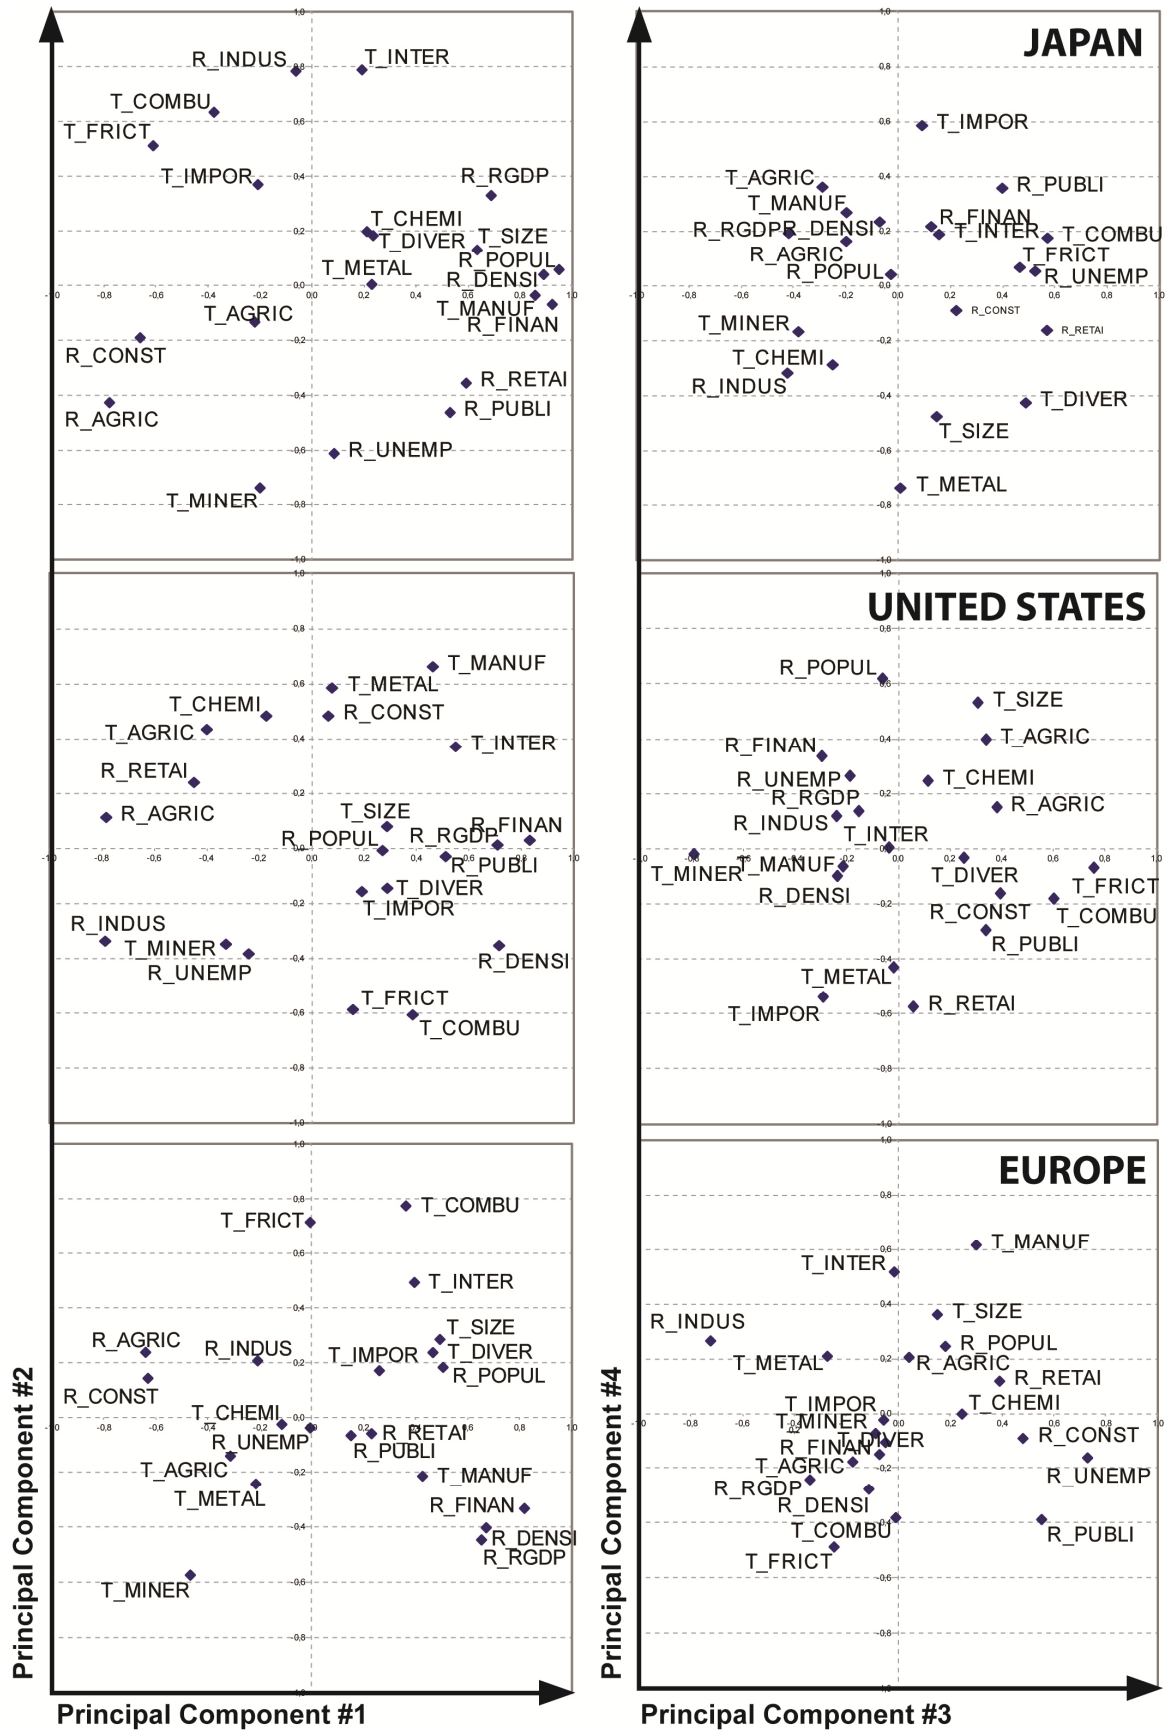 JAPAN
R_INDUS
T_INTER
T_COMBU
T_FRICT
T_IMPOR
R_RGDP
T_CHEMI
T_DIVER
T_SIZE
R_POPUL
T_METAL
R_DENSI
T_MANUF
R_FINAN
T_AGRIC
R_CONST
R_RETAI
R_AGRIC
R_PUBLI
R_UNEMP
T_MINER
T_IMPOR
T_AGRIC
R_PUBLI
T_MANUF
R_FINAN
R_RGDP
R_DENSI
T_INTER
T_COMBU
R_AGRIC
T_FRICT
R_POPUL
R_UNEMP
R_CONST
T_MINER
R_RETAI
T_CHEMI
R_INDUS
T_DIVER
T_SIZE
T_METAL
UNITED STATES
T_MANUF
T_METAL
T_CHEMI
R_CONST
T_AGRIC
T_INTER
R_RETAI
R_AGRIC
T_SIZE
R_FINAN
R_POPUL
R_RGDP
R_PUBLI
T_DIVER
T_IMPOR
R_INDUS
T_MINER
R_UNEMP
R_DENSI
T_FRICT
T_COMBU
R_POPUL
T_SIZE
T_AGRIC
R_FINAN
R_UNEMP
T_CHEMI
R_RGDP
R_AGRIC
R_INDUS
T_INTER
T_MINER
T_MANUF
T_DIVER
T_FRICT
R_DENSI
R_CONST
T_COMBU
R_PUBLI
T_METAL
T_IMPOR
R_RETAI
EUROPE
T_COMBU
T_FRICT
T_INTER
T_SIZE
R_AGRIC
R_INDUS
T_IMPOR
T_DIVER
R_POPUL
R_CONST
T_CHEMI
R_UNEMP
R_RETAI
R_PUBLI
T_AGRIC
T_MANUF
T_METAL
R_FINAN
R_DENSI
R_RGDP
T_MINER
T_MANUF
T_INTER
T_SIZE
R_INDUS
R_POPUL
T_METAL
R_AGRIC
R_RETAI
T_IMPOR
T_CHEMI
T_MINER
T_DIVER
R_CONST
R_FINAN
T_AGRIC
R_UNEMP
R_RGDP
R_DENSI
T_COMBU
R_PUBLI
T_FRICT
Principal Component #2
Principal Component #4
Principal Component #1
Principal Component #3